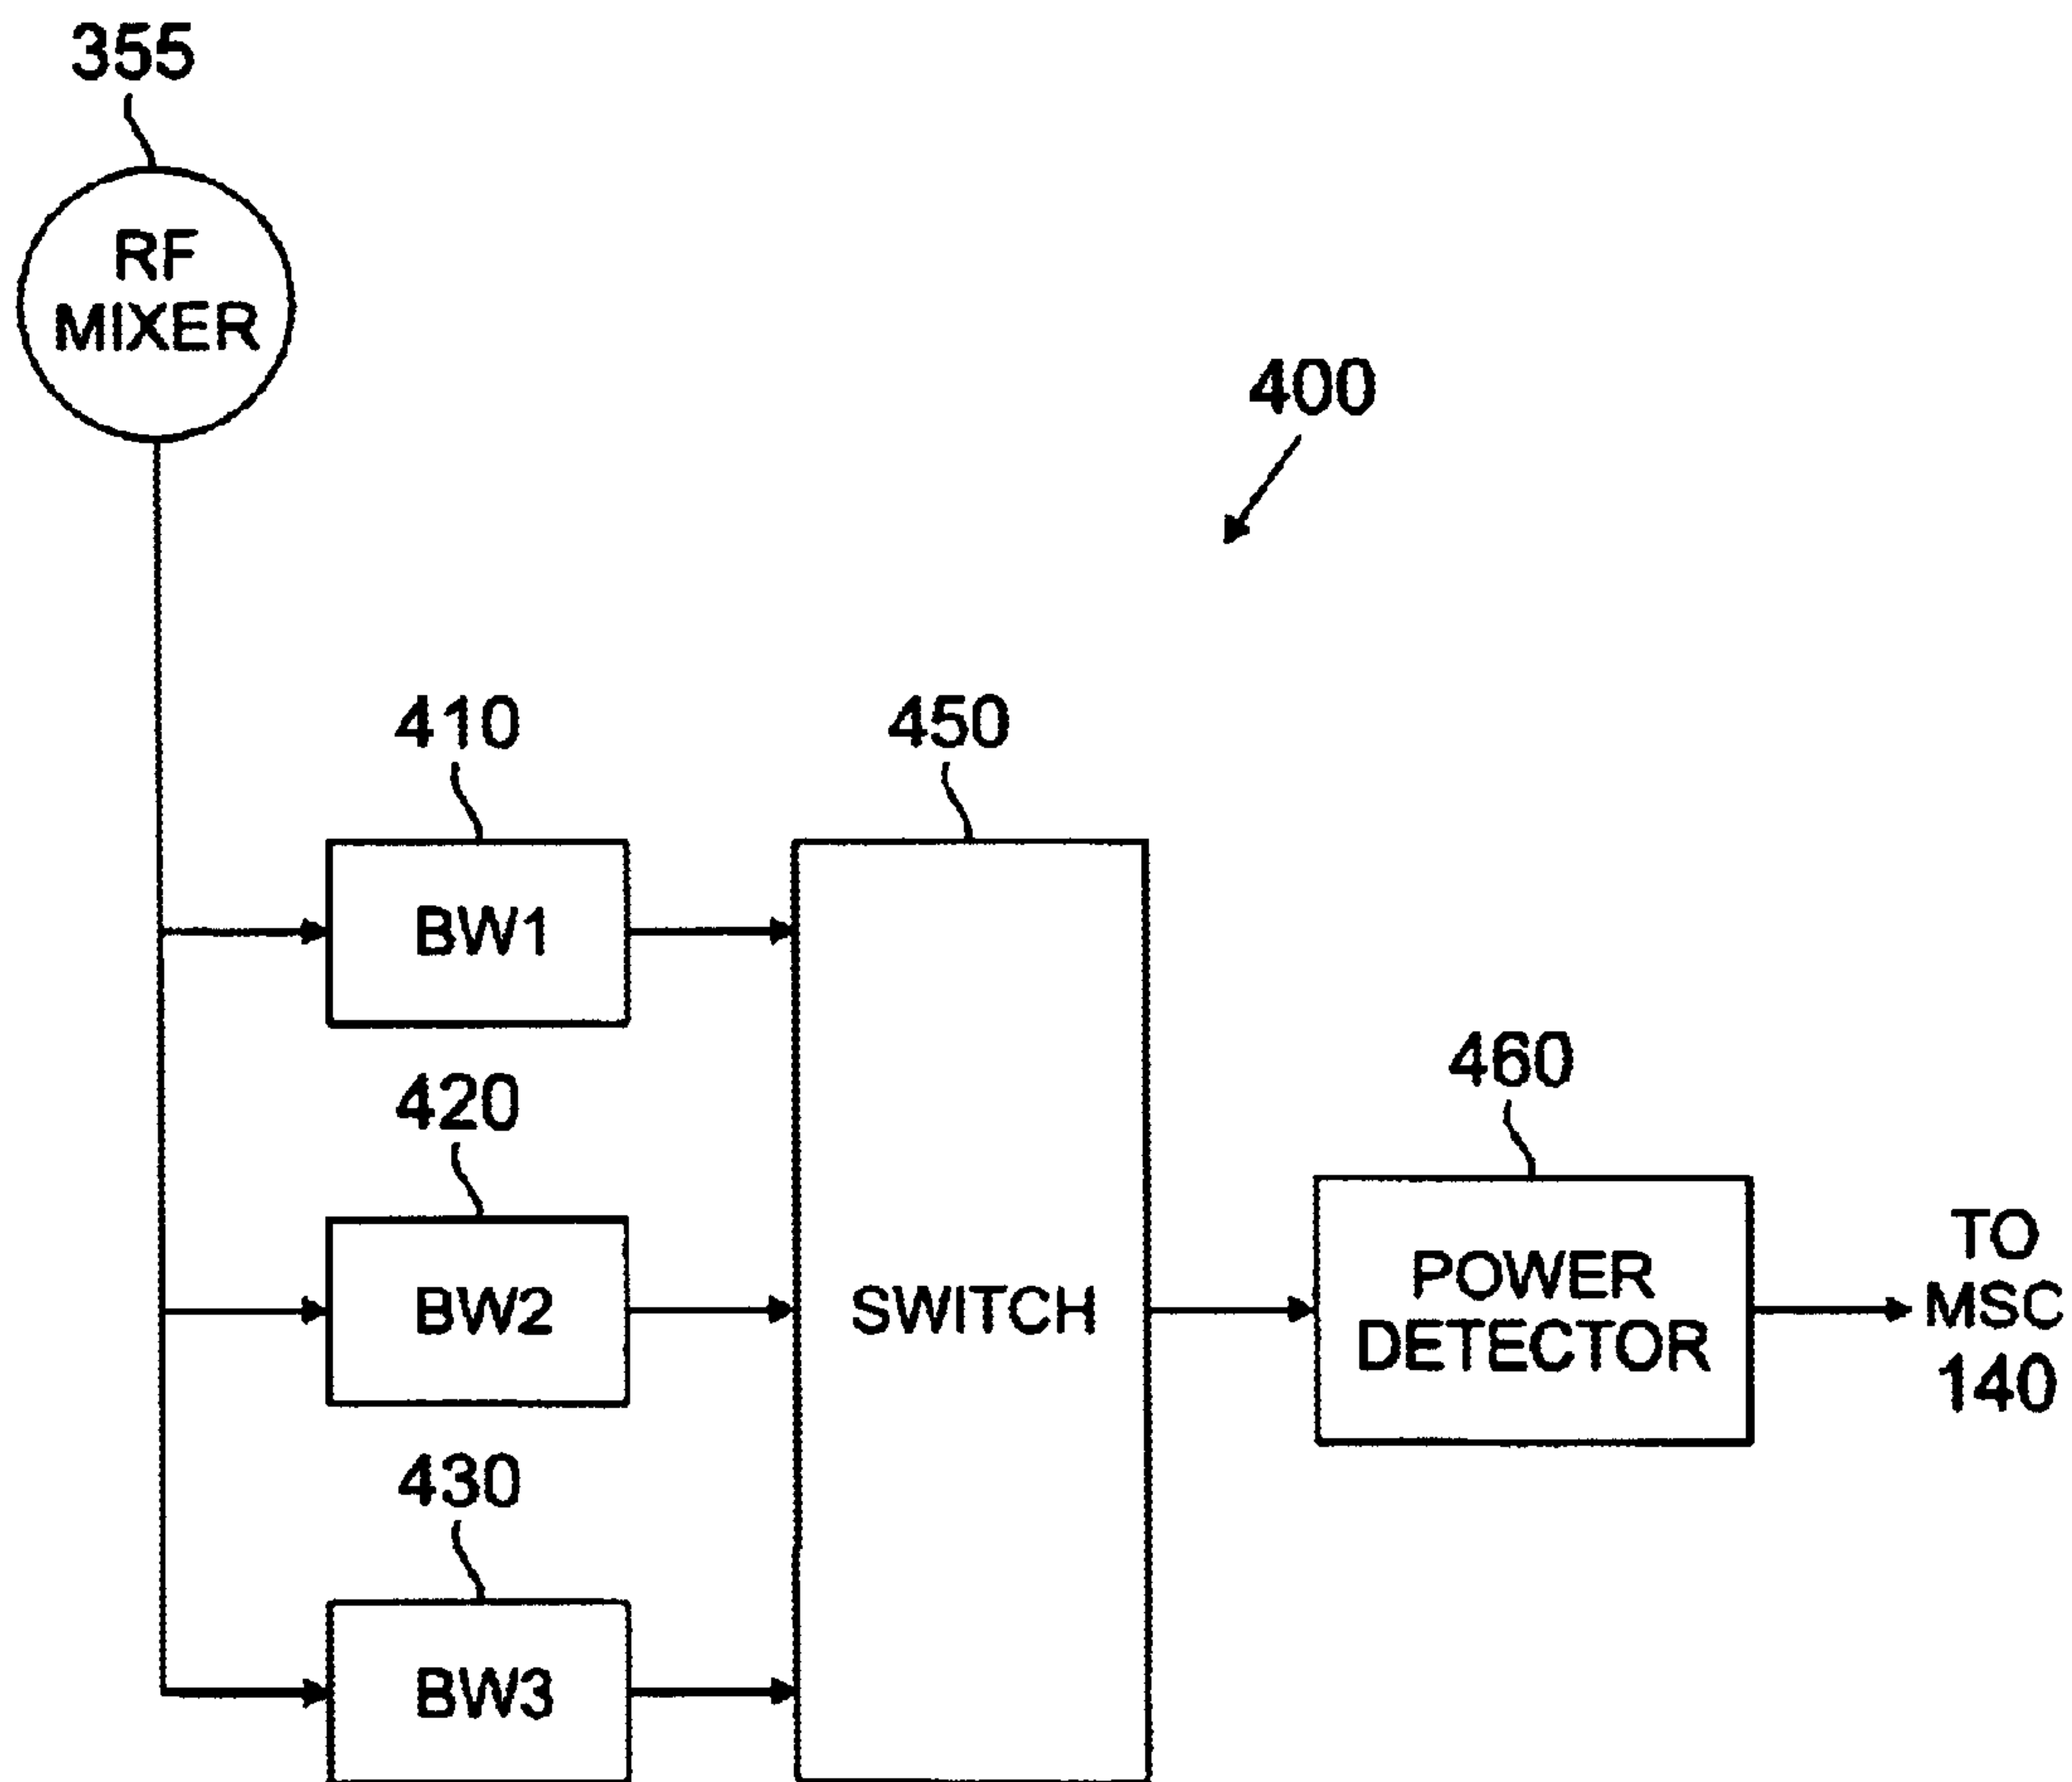 355
RF
MIXER
400
410
450
BW1
420
460
BW2
SWITCH
POWER
DETECTOR
TO
MSC
140
430
BW3